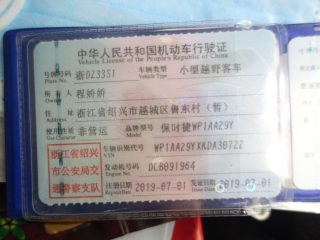 中华人民共和国机动车行驶证
Vehicle License of the People's Republic of China
号牌号码 浙DZ33S1 车辆类型 小型越野客车
Plate No. Vehicle Type
所有人 程娇娇
Owner
住址 浙江省绍兴市越城区 东村(暂)
Address
使用性质 非营运 品牌型号 保时捷WP1AA29Y
Use Character Model
浙江省绍兴 车辆识别代号 WP1AA29YXKDA30722
VIN
市公安局交 发动机号码 DCB091964
Engine No.
通警察支队 注册日期 2019-07-01 发证日期 2019-07-01
Register Date Issue Date